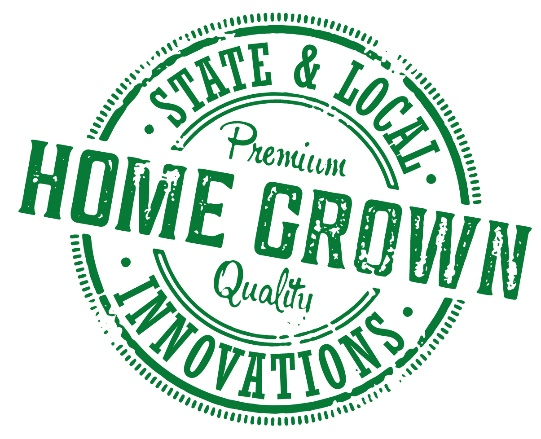 STATE & LOCAL
Premium
HOME GROWN
Quality
INNOVATIONS